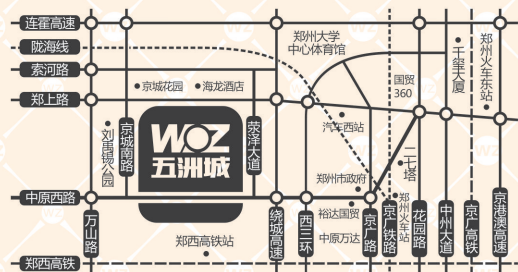 连霍高速
陇海线
索河路
郑上路
中原西路
郑西高铁
郑州大学
中心体育馆
京城花园
海龙酒店
国贸
360
千玺大厦
郑州火车东站
汽车西站
刘禹锡公园
京城南路
WOZ
五洲城
荥泽大道
二七塔
郑州市政府
郑州火车站
裕达国贸
中原万达
郑西高铁站
万山路
绕城高速
西三环
京广路
京广铁路
花园路
中州大道
京广高铁
京港澳高速